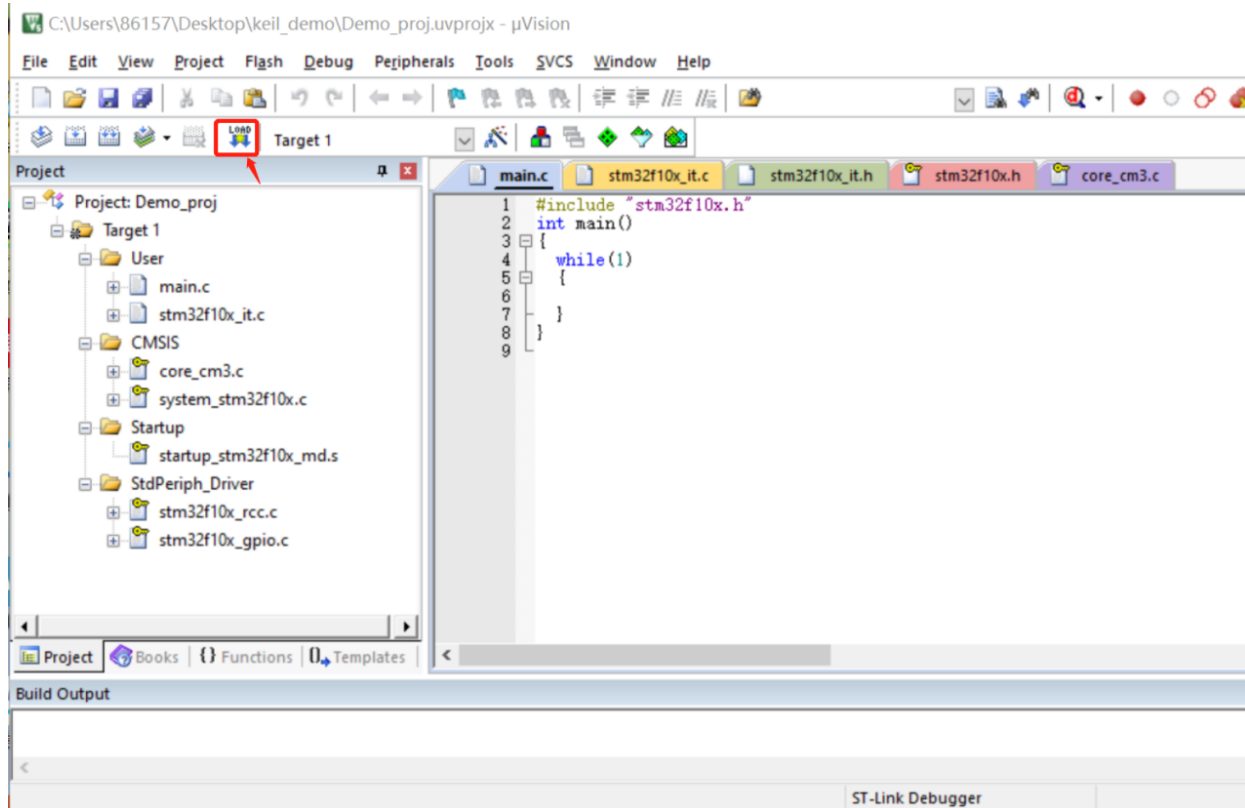 C:\Users\86157\Desktop\keil_demo\Demo_proj.uvprojx - µVision
File Edit View Project Flash Debug Peripherals Tools SVCS Window Help
LOAD Target 1
Project
Project: Demo_proj
Target 1
User
main.c
stm32f10x_it.c
CMSIS
core_cm3.c
system_stm32f10x.c
Startup
startup_stm32f10x_md.s
StdPeriph_Driver
stm32f10x_rcc.c
stm32f10x_gpio.c
Project Books {} Functions 0 Templates
main.c stm32f10x_it.c stm32f10x_it.h stm32f10x.h core_cm3.c
1 #include "stm32f10x.h"
2 int main()
3 {
4 while(1)
5 {
6
7 }
8 }
9
Build Output
ST-Link Debugger